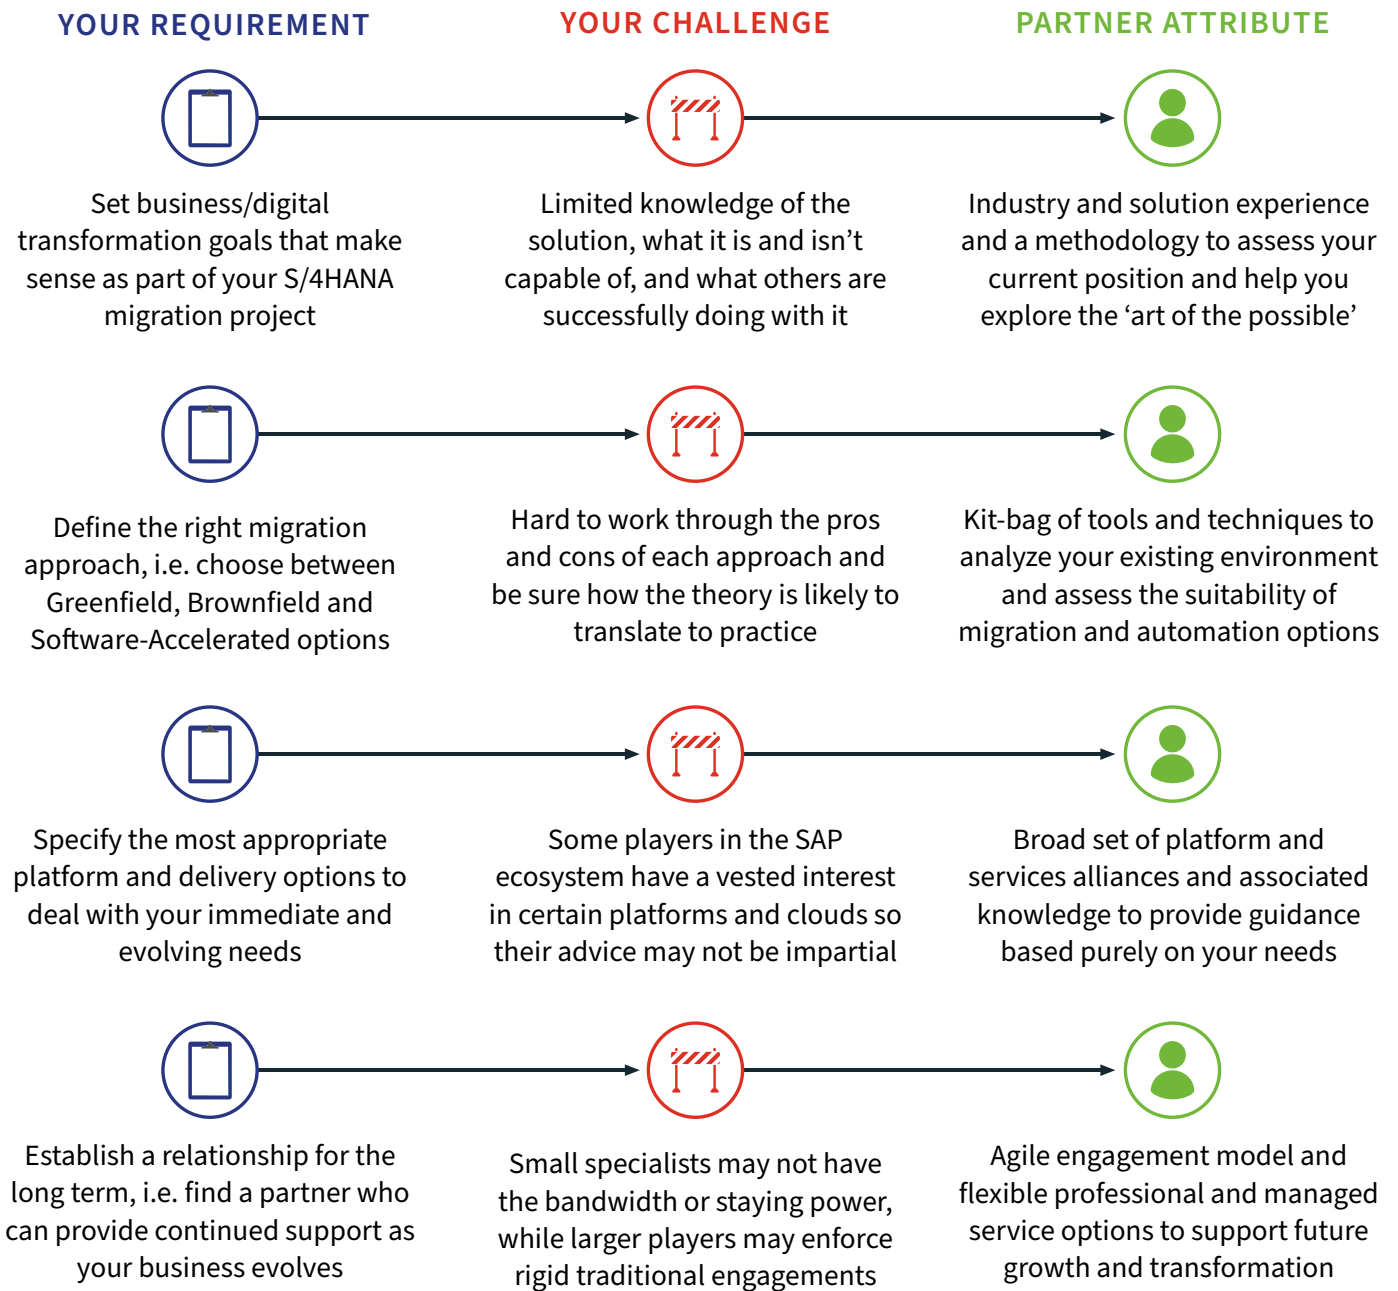 YOUR REQUIREMENT
YOUR CHALLENGE
PARTNER ATTRIBUTE
Set business/digital
transformation goals that make
sense as part of your S/4HANA
migration project
Limited knowledge of the
solution, what it is and isn’t
capable of, and what others are
successfully doing with it
Industry and solution experience
and a methodology to assess your
current position and help you
explore the ‘art of the possible’
Define the right migration
approach, i.e. choose between
Greenfield, Brownfield and
Software-Accelerated options
Hard to work through the pros
and cons of each approach and
be sure how the theory is likely to
translate to practice
Kit-bag of tools and techniques to
analyze your existing environment
and assess the suitability of
migration and automation options
Specify the most appropriate
platform and delivery options to
deal with your immediate and
evolving needs
Some players in the SAP
ecosystem have a vested interest
in certain platforms and clouds so
their advice may not be impartial
Broad set of platform and
services alliances and associated
knowledge to provide guidance
based purely on your needs
Establish a relationship for the
long term, i.e. find a partner who
can provide continued support as
your business evolves
Small specialists may not have
the bandwidth or staying power,
while larger players may enforce
rigid traditional engagements
Agile engagement model and
flexible professional and managed
service options to support future
growth and transformation